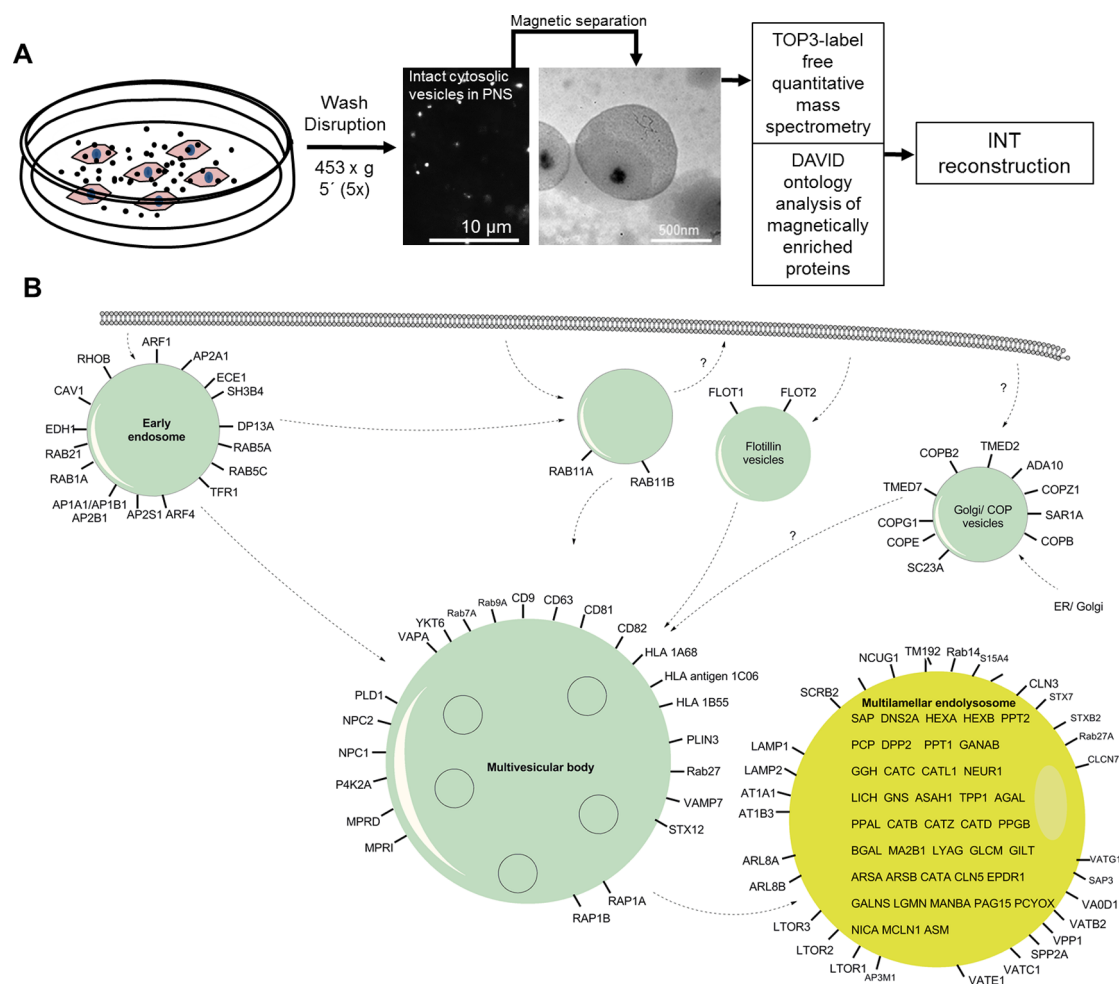 A
Wash
Disruption
453 x g
5´ (5x)
Magnetic separation
Intact cytosolic
vesicles in PNS
10 µm
500nm
TOP3-label
free
quantitative
mass
spectrometry
DAVID
ontology
analysis of
magnetically
enriched
proteins
INT
reconstruction
B
ARF1
RHOB
AP2A1
ECE1
SH3B4
CAV1
EDH1
RAB21
RAB1A
Early
endosome
DP13A
RAB5A
RAB5C
TFR1
AP1A1/AP1B1
AP2B1
AP2S1
ARF4
?
RAB11A
RAB11B
FLOT1
FLOT2
Flotillin
vesicles
?
TMED2
COPB2
ADA10
TMED7
COPZ1
Golgi/ COP
vesicles
SAR1A
COPG1
COPE
COPB
SC23A
?
ER/ Golgi
CD9
CD63
CD81
CD82
Rab9A
Rab7A
YKT6
VAPA
HLA 1A68
HLA antigen 1C06
HLA 1B55
PLD1
NPC2
NPC1
P4K2A
MPRD
MPRI
Multivesicular body
PLIN3
Rab27
VAMP7
STX12
RAP1A
RAP1B
TM192
Rab14
S15A4
NCUG1
CLN3
SCRB2
STX7
STXB2
Rab27A
CLCN7
Multilamellar endolysosome
SAP DNS2A HEXA HEXB PPT2
PCP DPP2 PPT1 GANAB
GGH CATC CATL1 NEUR1
LICH GNS ASAH1 TPP1 AGAL
PPAL CATB CATZ CATD PPGB
BGAL MA2B1 LYAG GLCM GILT
ARSA ARSB CATA CLN5 EPDR1
GALNS LGMN MANBA PAG15 PCYOX
NICA MCLN1 ASM
LAMP1
LAMP2
AT1A1
AT1B3
ARL8A
ARL8B
LTOR3
LTOR2
LTOR1
AP3M1
VATG1
SAP3
VA0D1
VATB2
VPP1
SPP2A
VATC1
VATE1